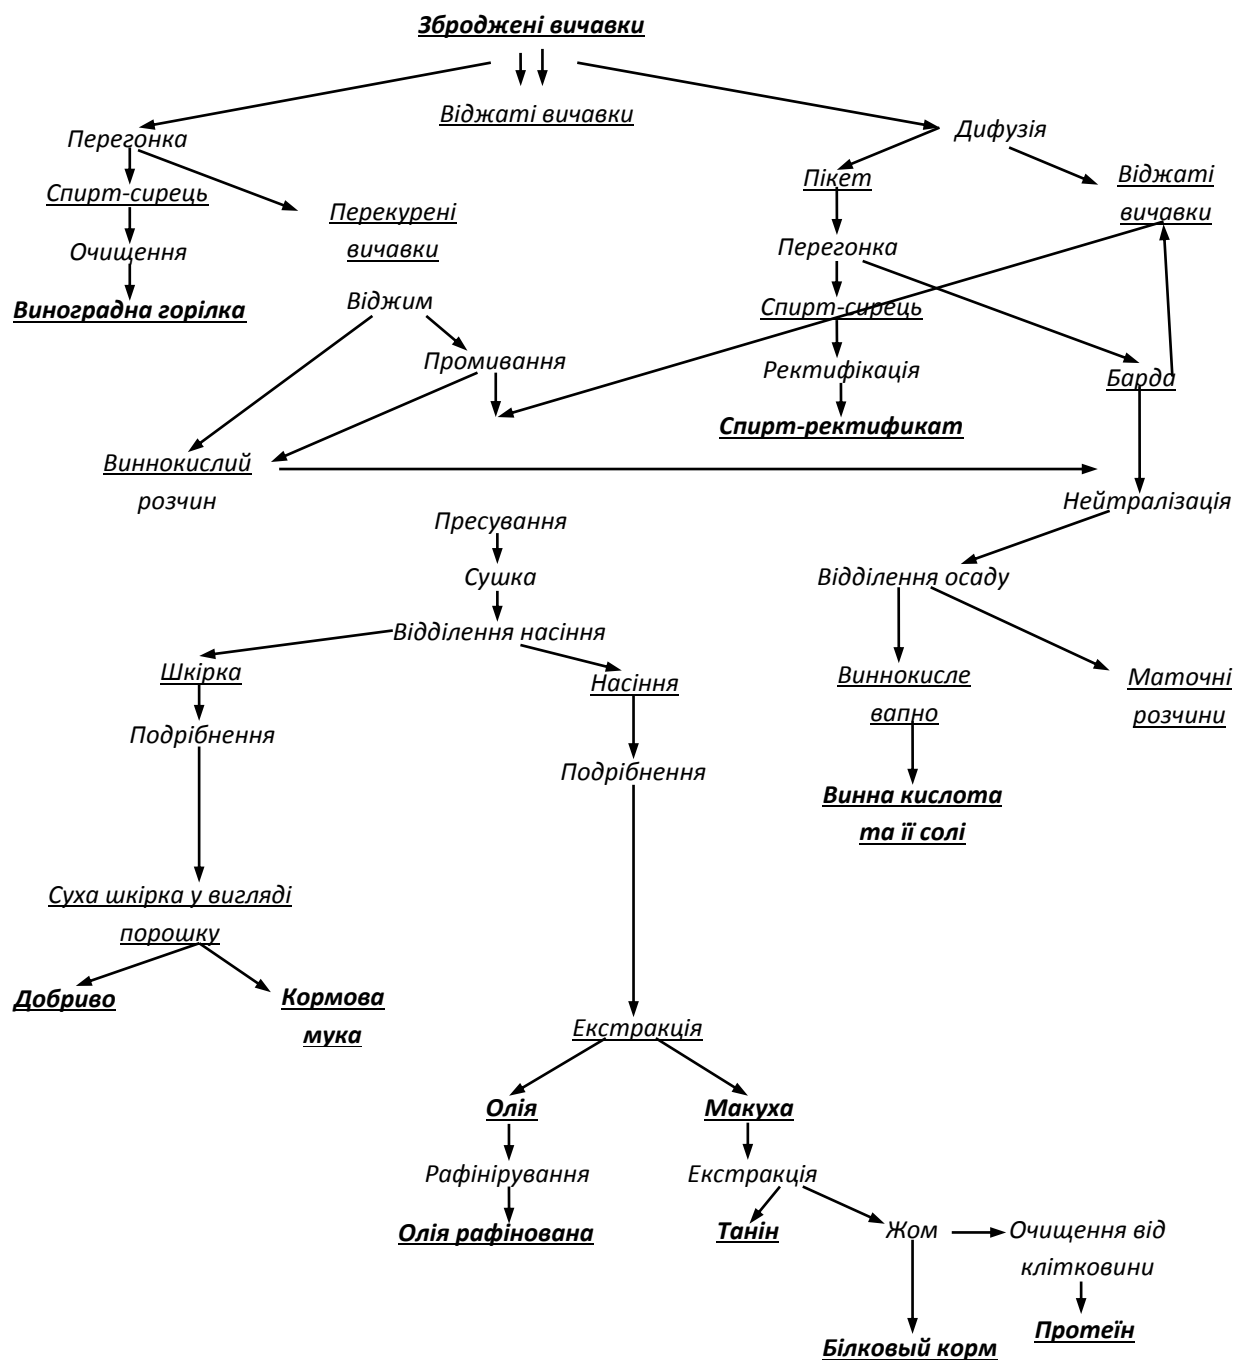 Зброджені вичавки
Віджаті вичавки
Перегонка
Дифузія
Спирт-сирець
Перекурені
вичавки
Пікет
Віджаті
вичавки
Очищення
Перегонка
Виноградна горілка
Віджим
Спирт-сирець
Промивання
Ректифікація
Барда
Спирт-ректификат
Виннокислий
розчин
Нейтралізація
Пресування
Сушка
Відділення осаду
Відділення насіння
Шкірка
Насіння
Виннокисле
вапно
Маточні
розчини
Подрібнення
Подрібнення
Винна кислота
та її солі
Суха шкірка у вигляді
порошку
Добриво
Кормова
мука
Екстракція
Олія
Макуха
Рафінірування
Екстракція
Олія рафінована
Танін
Жом
Очищення від
клітковини
Білковый корм
Протеїн